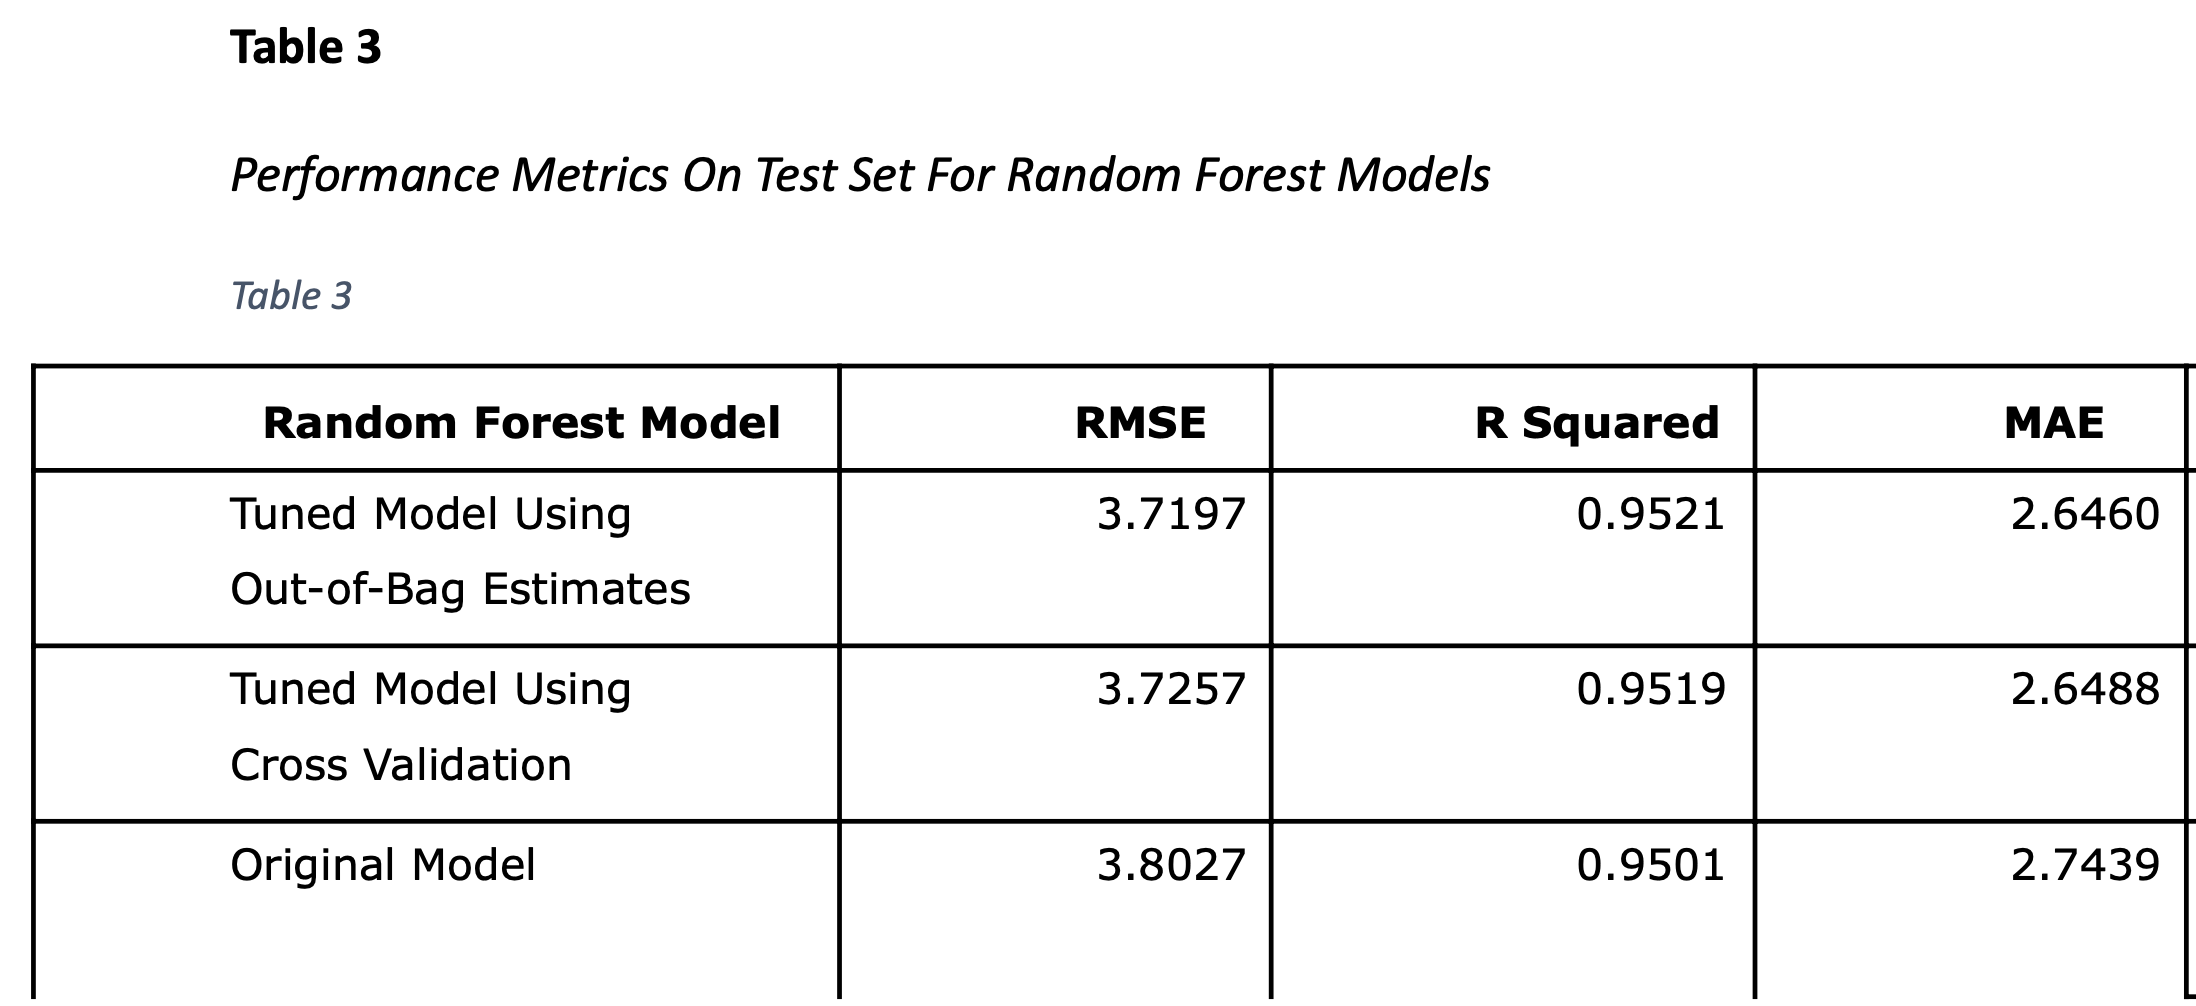 Table 3
Performance Metrics On Test Set For Random Forest Models
Table 3
Random Forest Model RMSE R Squared MAE
Tuned Model Using 3.7197 0.9521 2.6460
Out-of-Bag Estimates
Tuned Model Using 3.7257 0.9519 2.6488
Cross Validation
Original Model 3.8027 0.9501 2.7439